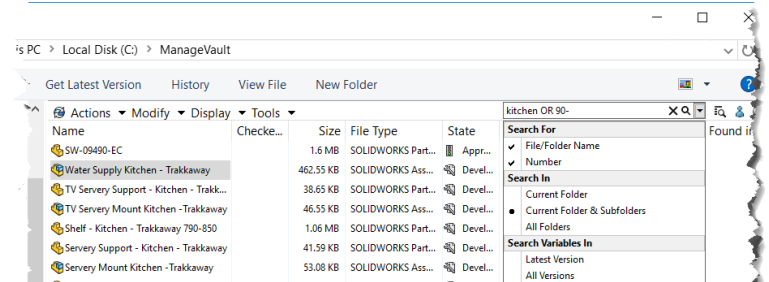 is PC > Local Disk (C:) > ManageVault
Get Latest Version History View File New Folder
Actions Modify Display Tools kitchen OR 90-
Name Checke... Size File Type State Search For Found in
SW-09490-EC 1.6 MB SOLIDWORKS Part... Appr... File/Folder Name
Water Supply Kitchen - Trakkaway 462.55 KB SOLIDWORKS Ass... Devel... Number
Search In
TV Servery Support - Kitchen - Trakk... 38.65 KB SOLIDWORKS Part... Devel... Current Folder
TV Servery Mount Kitchen -Trakkaway 46.55 KB SOLIDWORKS Ass... Devel... Current Folder & Subfolders
Shelf - Kitchen - Trakkaway 790-850 1.06 MB SOLIDWORKS Part... Devel... All Folders
Servery Support - Kitchen - Trakkaway 41.59 KB SOLIDWORKS Part... Devel... Search Variables In
Latest Version
Servery Mount Kitchen -Trakkaway 53.08 KB SOLIDWORKS Ass... Devel... All Versions